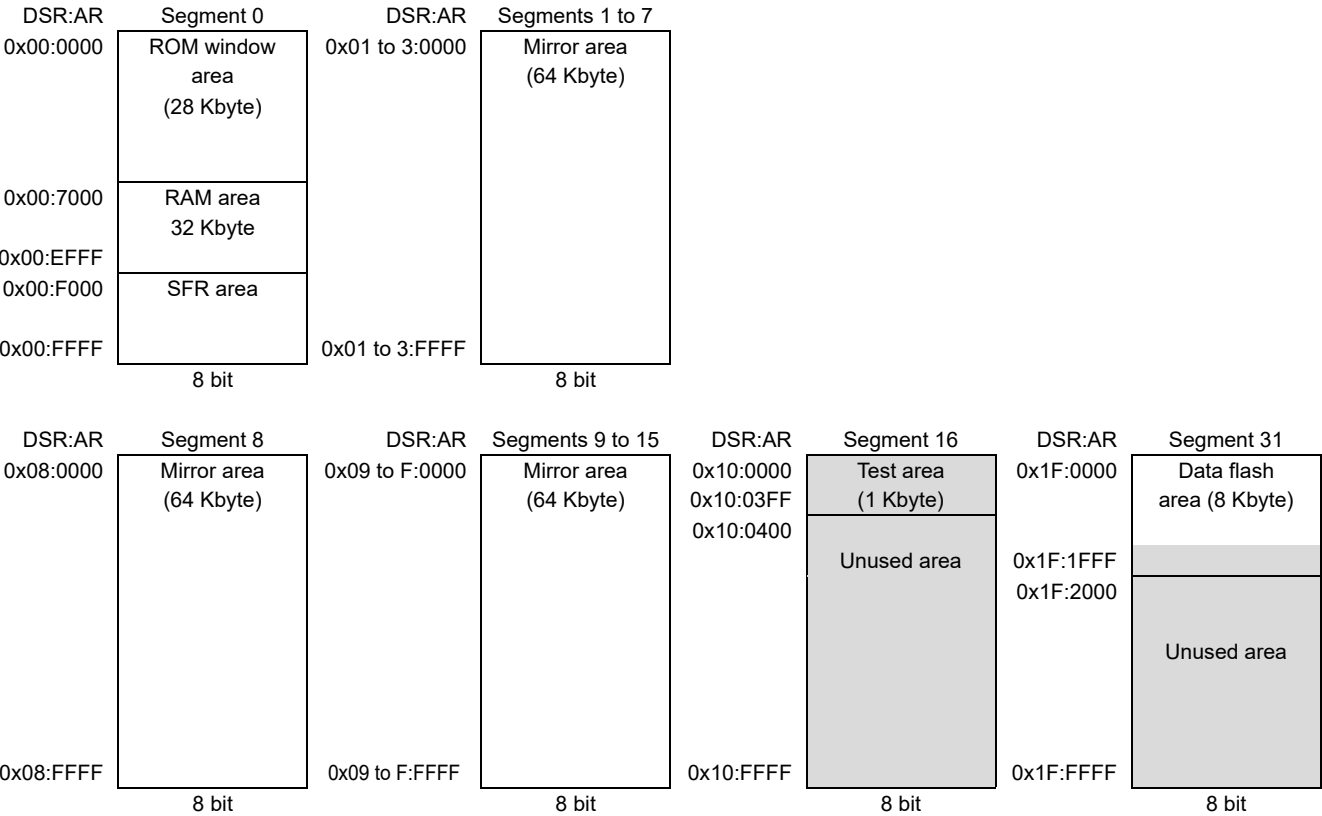 DSR:AR Segment 0 DSR:AR Segments 1 to 7
0x00:0000 ROM window 0x01 to 3:0000 Mirror area
area (64 Kbyte)
(28 Kbyte)
0x00:7000 RAM area
32 Kbyte
0x00:EFFF
0x00:F000 SFR area
0x00:FFFF 0x01 to 3:FFFF
8 bit 8 bit
DSR:AR Segment 8 DSR:AR Segments 9 to 15 DSR:AR Segment 16 DSR:AR Segment 31
0x08:0000 Mirror area 0x09 to F:0000 Mirror area 0x10:0000 Test area 0x1F:0000 Data flash
(64 Kbyte) (64 Kbyte) 0x10:03FF (1 Kbyte) area (8 Kbyte)
0x10:0400
Unused area 0x1F:1FFF
0x1F:2000
Unused area
0x08:FFFF 0x09 to F:FFFF 0x10:FFFF 0x1F:FFFF
8 bit 8 bit 8 bit 8 bit